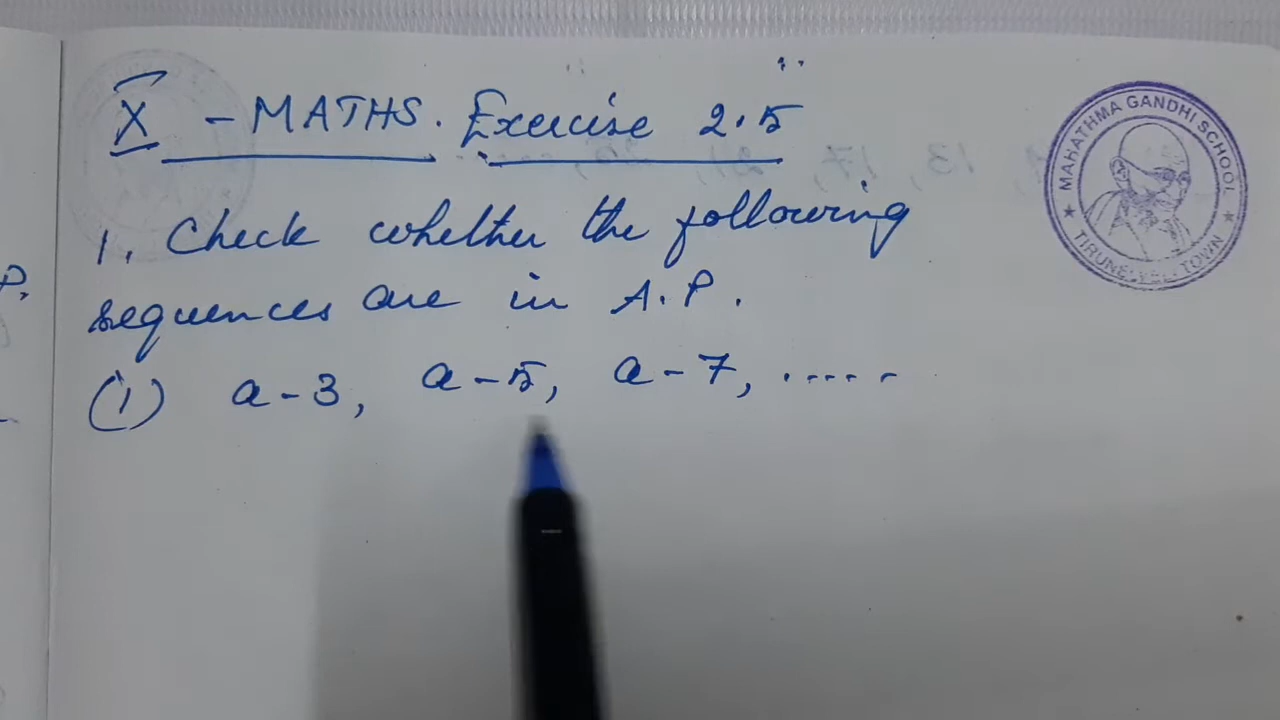 X - MATHS. Exercise 2.5
1. Check whether the following
sequences are in A.P.
(i) a-3, a-5, a-7, .....
MAHATHMA GANDHI SCHOOL
★ TIRUNELVELI TOWN ★
P.